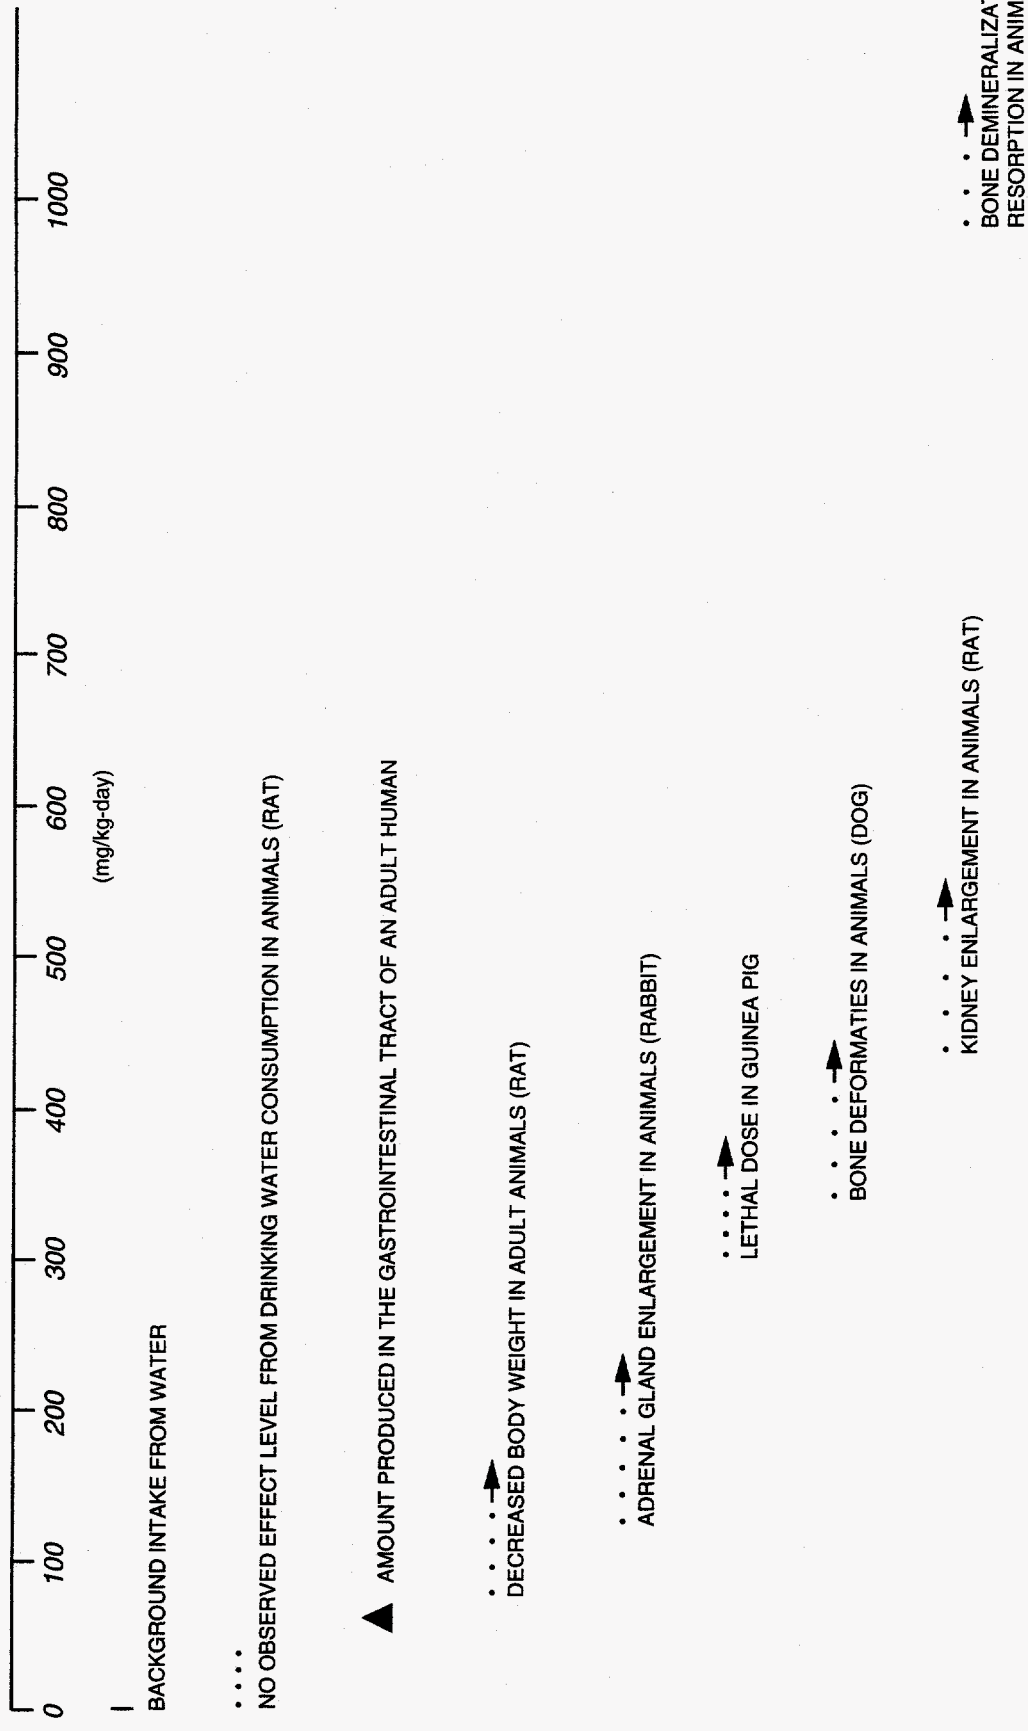 0 100 200 300 400 500 600 700 800 900 1000
(mg/kg-day)
BACKGROUND INTAKE FROM WATER
NO OBSERVED EFFECT LEVEL FROM DRINKING WATER CONSUMPTION IN ANIMALS (RAT)
AMOUNT PRODUCED IN THE GASTROINTESTINAL TRACT OF AN ADULT HUMAN
DECREASED BODY WEIGHT IN ADULT ANIMALS (RAT)
ADRENAL GLAND ENLARGEMENT IN ANIMALS (RABBIT)
LETHAL DOSE IN GUINEA PIG
BONE DEFORMATIES IN ANIMALS (DOG)
KIDNEY ENLARGEMENT IN ANIMALS (RAT)
BONE
RESORPTION IN